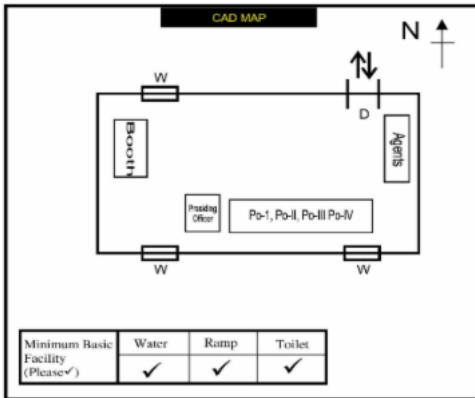 CAD MAP
N
W
D
Booth
Agents
Presiding
Officer
Po-1, Po-II, Po-III Po-IV
W
W
Minimum Basic Facility (Please✓)
Water
Ramp
Toilet
✓
✓
✓